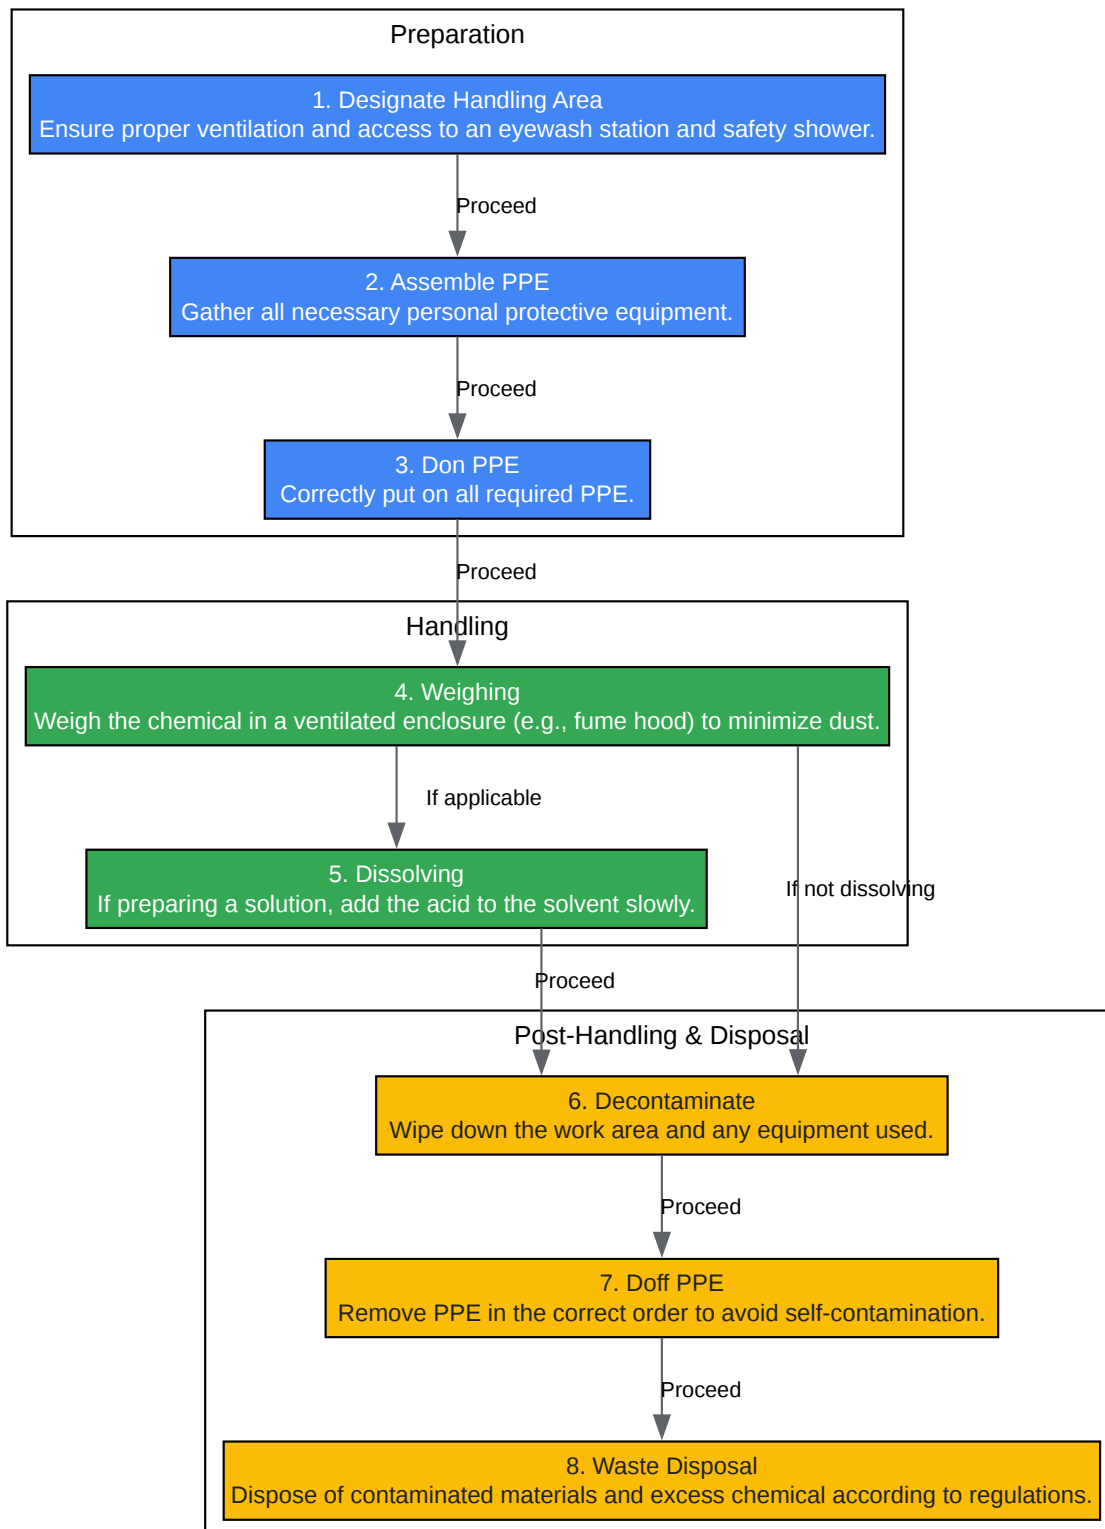 Preparation
1. Designate Handling Area
Ensure proper ventilation and access to an eyewash station and safety shower.
Proceed
2. Assemble PPE
Gather all necessary personal protective equipment.
Proceed
3. Don PPE
Correctly put on all required PPE.
Proceed
Handling
4. Weighing
Weigh the chemical in a ventilated enclosure (e.g., fume hood) to minimize dust.
If applicable
5. Dissolving
If preparing a solution, add the acid to the solvent slowly.
If not dissolving
Proceed
Post-Handling & Disposal
6. Decontaminate
Wipe down the work area and any equipment used.
Proceed
7. Doff PPE
Remove PPE in the correct order to avoid self-contamination.
Proceed
8. Waste Disposal
Dispose of contaminated materials and excess chemical according to regulations.